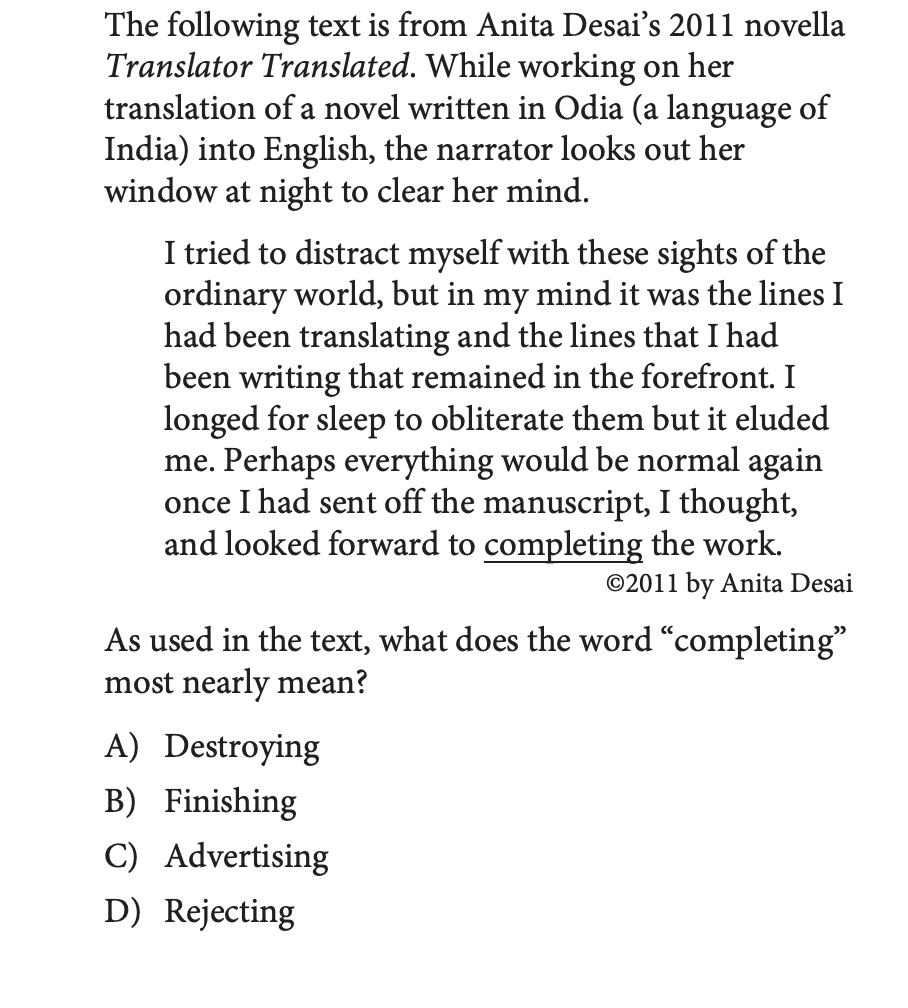 The following text is from Anita Desai’s 2011 novella
Translator Translated. While working on her
translation of a novel written in Odia (a language of
India) into English, the narrator looks out her
window at night to clear her mind.
I tried to distract myself with these sights of the
ordinary world, but in my mind it was the lines I
had been translating and the lines that I had
been writing that remained in the forefront. I
longed for sleep to obliterate them but it eluded
me. Perhaps everything would be normal again
once I had sent off the manuscript, I thought,
and looked forward to completing the work.
©2011 by Anita Desai
As used in the text, what does the word “completing”
most nearly mean?
A) Destroying
B) Finishing
C) Advertising
D) Rejecting